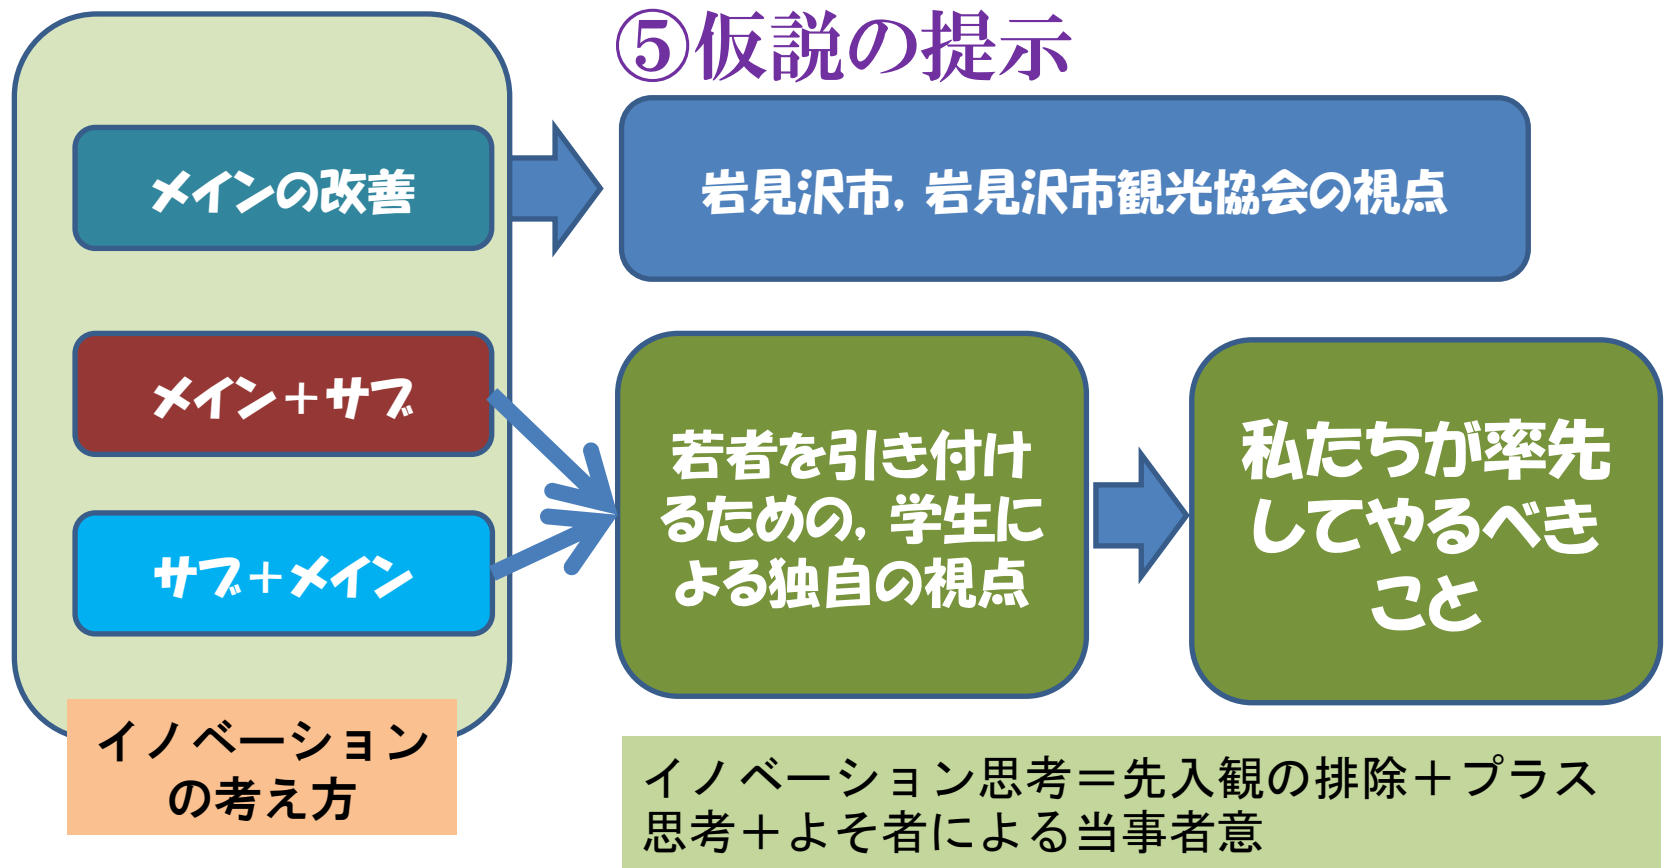 ⑤仮説の提示
メインの改善
岩見沢市，岩見沢市観光協会の視点
メイン＋サブ
サブ＋メイン
若者を引き付け
るための，学生に
よる独自の視点
私たちが率先
してやるべき
こと
イノベーション
の考え方
イノベーション思考＝先入観の排除＋プラス
思考＋よそ者による当事者意